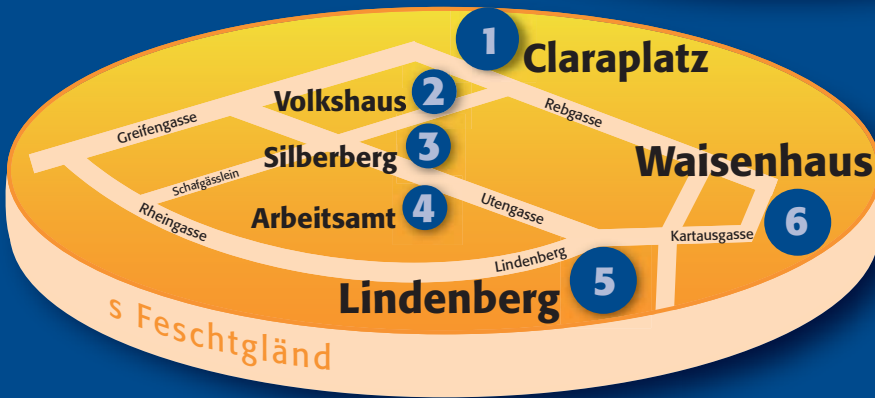 1
Claraplatz
Volkshaus 2
Greifengasse
Rebgasse
Silberberg 3
Waisenhaus
Schafgässlein
Rheingasse
Arbeitsamt 4
Utengasse
6
Kartausgasse
Lindenberg
5
Lindenberg
s Feschtgländ